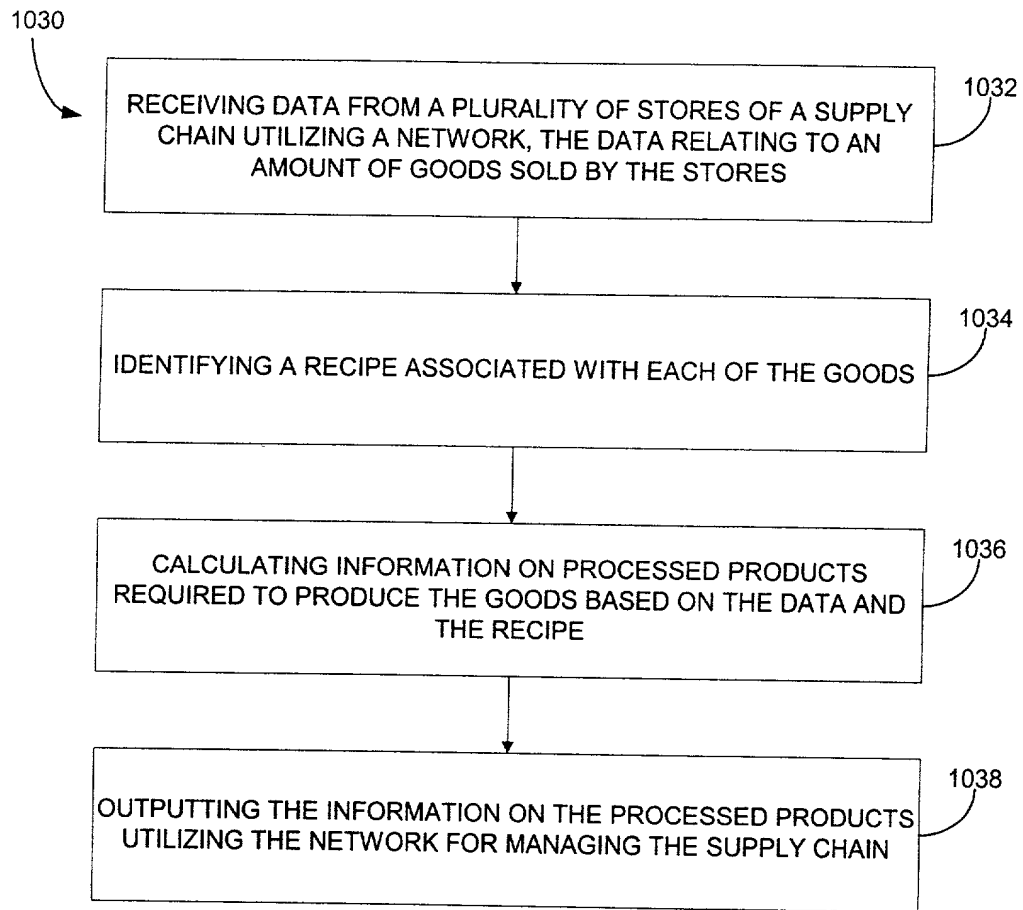 1030
RECEIVING DATA FROM A PLURALITY OF STORES OF A SUPPLY
CHAIN UTILIZING A NETWORK, THE DATA RELATING TO AN
AMOUNT OF GOODS SOLD BY THE STORES
1032
IDENTIFYING A RECIPE ASSOCIATED WITH EACH OF THE GOODS
1034
CALCULATING INFORMATION ON PROCESSED PRODUCTS
REQUIRED TO PRODUCE THE GOODS BASED ON THE DATA AND
THE RECIPE
1036
OUTPUTTING THE INFORMATION ON THE PROCESSED PRODUCTS
UTILIZING THE NETWORK FOR MANAGING THE SUPPLY CHAIN
1038